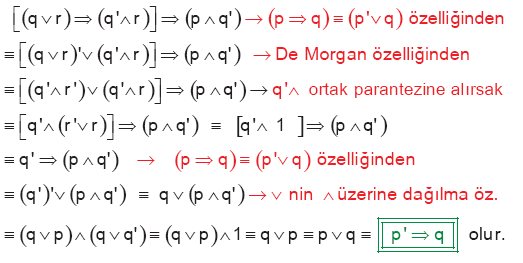 [(q∨r)⇒(q'∧r)]⇒(p∧q')→(p⇒q)≡(p'∨q) özelliğinden
≡[(q∨r)'∨(q'∧r)]⇒(p∧q') →De Morgan özelliğinden
≡[(q'∧r')∨(q'∧r)]⇒(p∧q')→q'∧ ortak parantezine alırsak
≡[q'∧(r'∨r)]⇒(p∧q') ≡ [q'∧ 1 ]⇒(p∧q')
≡q'⇒(p∧q') → (p⇒q)≡(p'∨q) özelliğinden
≡(q')'∨(p∧q') ≡ q∨(p∧q')→∨ nin ∧üzerine dağılma öz.
≡(q∨p)∧(q∨q')≡(q∨p)∧1≡q∨p≡p∨q≡ p'⇒q olur.